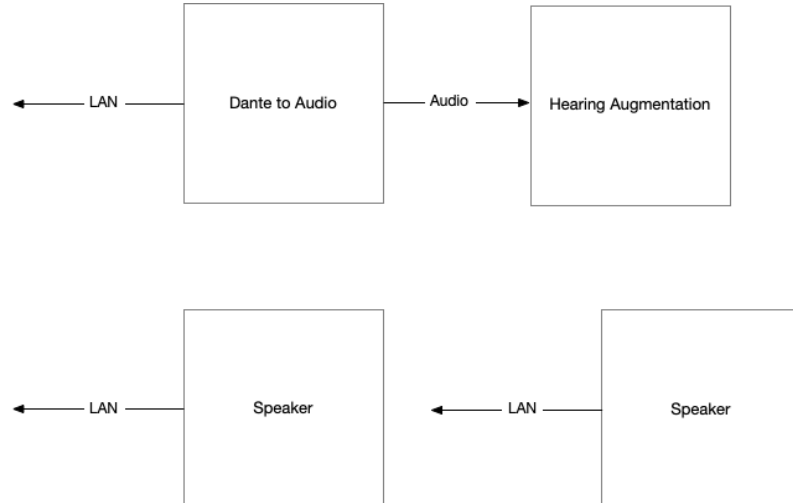 LAN
Dante to Audio
Audio
Hearing Augmentation
LAN
Speaker
LAN
Speaker